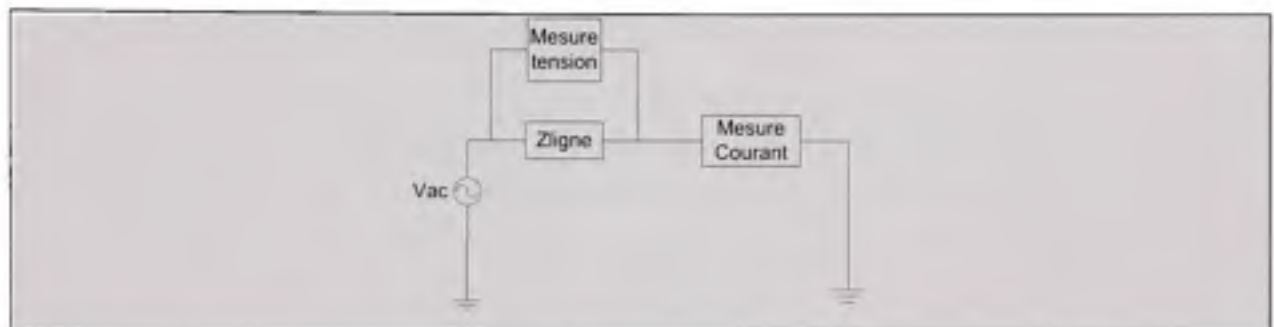 Mesure
tension
Zligne
Mesure
Courant
Vac